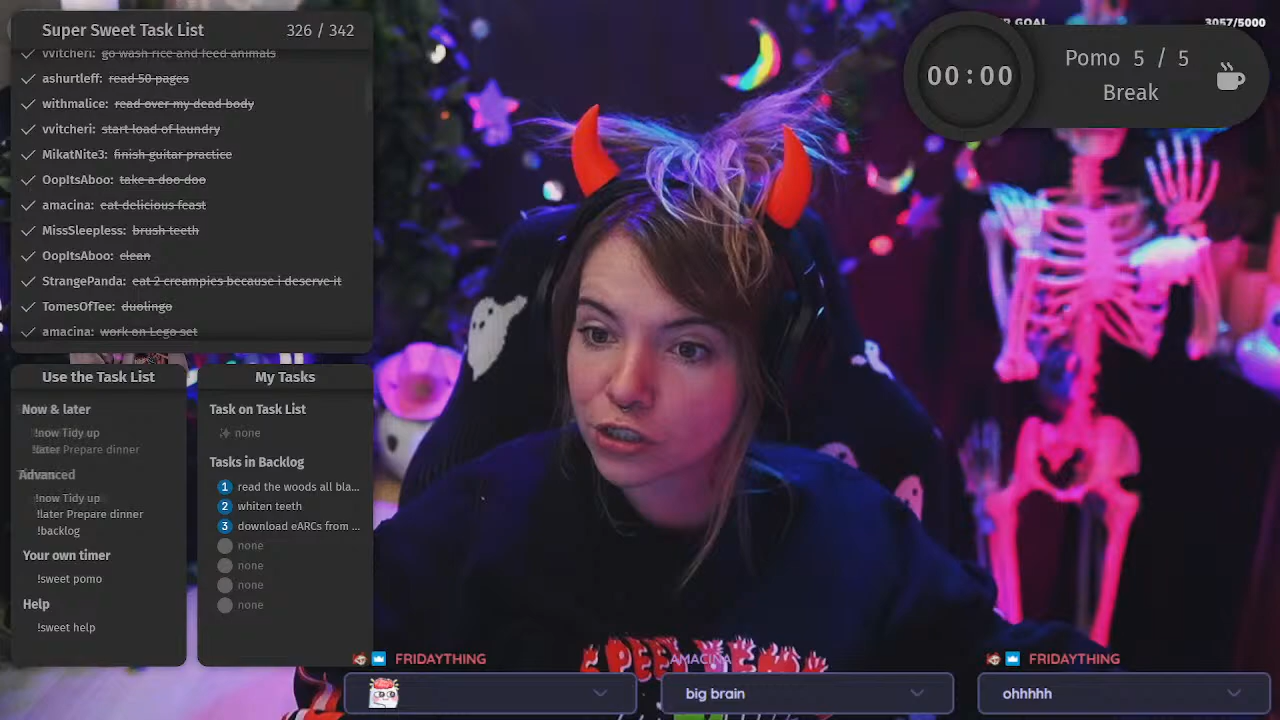 Super Sweet Task List 326 / 342
vvitcheri: go wash rice and feed animals
ashurtleff: read 50 pages
withmalice: read over my dead body
vvitcheri: start load of laundry
MikatNite3: finish guitar practice
OopItsAboo: take a doo doo
amacina: eat delicious feast
MissSleepless: brush teeth
OopItsAboo: clean
StrangePanda: eat 2 creampies because i deserve it
TomesOfTee: duolingo
amacina: work on Lego set
Use the Task List
Now & later
!now Tidy up
!later Prepare dinner
Advanced
!now Tidy up
!later Prepare dinner
!backlog
Your own timer
!sweet pomo
Help
!sweet help
My Tasks
Task on Task List
none
Tasks in Backlog
1 read the woods all bla...
2 whiten teeth
3 download eARCs from ...
none
none
none
none
GOAL 3057/5000
00:00
Pomo 5 / 5
Break
FRIDAYTHING
AMACINA
big brain
FRIDAYTHING
ohhhhh